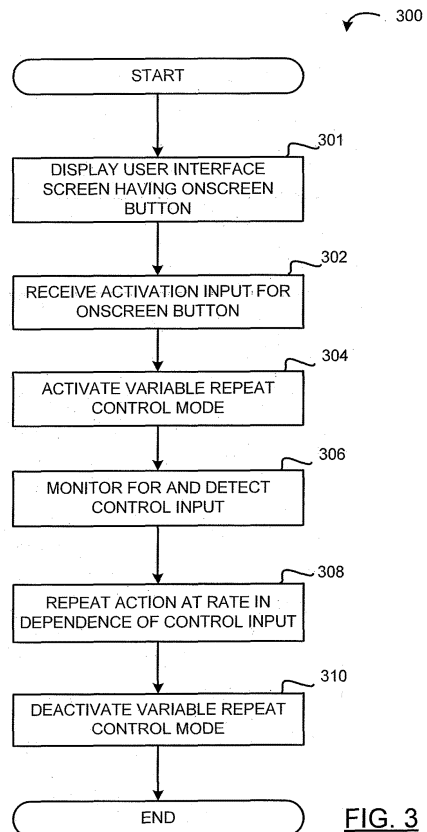 300
START
301
DISPLAY USER INTERFACE
SCREEN HAVING ONSCREEN
BUTTON
302
RECEIVE ACTIVATION INPUT FOR
ONSCREEN BUTTON
304
ACTIVATE VARIABLE REPEAT
CONTROL MODE
306
MONITOR FOR AND DETECT
CONTROL INPUT
308
REPEAT ACTION AT RATE IN
DEPENDENCE OF CONTROL INPUT
310
DEACTIVATE VARIABLE REPEAT
CONTROL MODE
END
FIG. 3